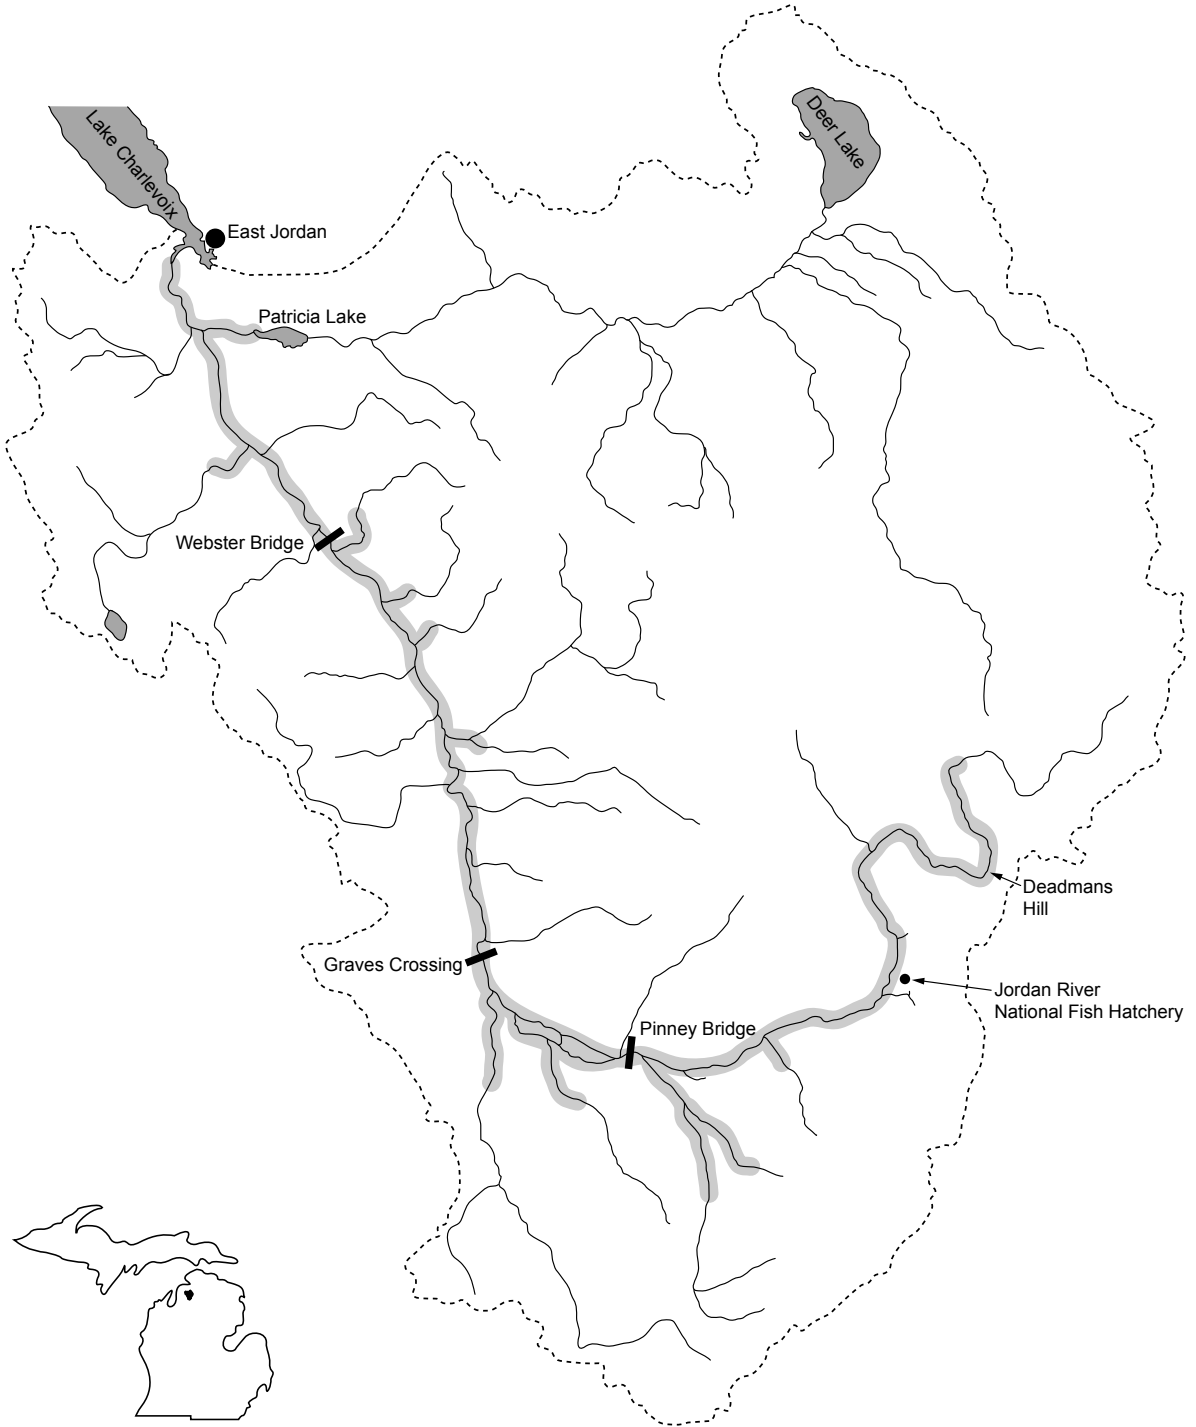 Deer Lake
Lake Charlevoix
East Jordan
Patricia Lake
Webster Bridge
Deadmans
Hill
Graves Crossing
Jordan River
National Fish Hatchery
Pinney Bridge